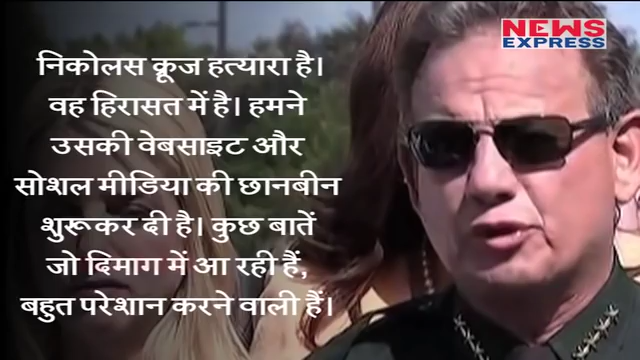 NEWS
EXPRESS
निकोलस क्रूज हत्यारा है।
वह हिरासत में है। हमने
उसकी वेबसाइट और
सोशल मीडिया की छानबीन
शुरूकर दी है। कुछ बातें
जो दिमाग में आ रही हैं,
बहुत परेशान करने वाली हैं।